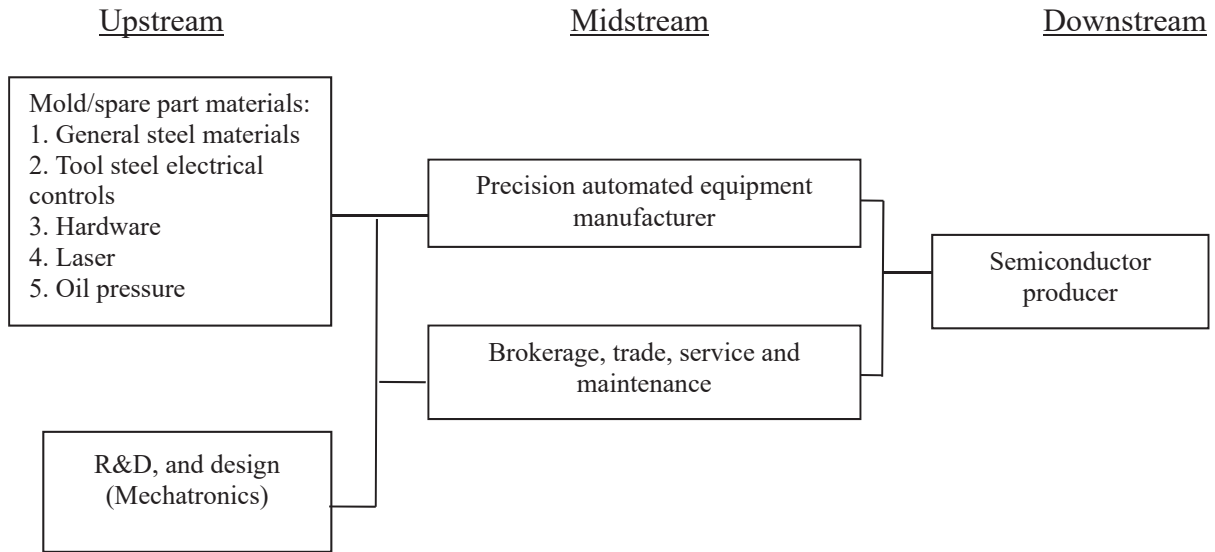 Upstream
Midstream
Downstream
Mold/spare part materials:
1. General steel materials
2. Tool steel electrical
controls
3. Hardware
4. Laser
5. Oil pressure
Precision automated equipment
manufacturer
Semiconductor
producer
Brokerage, trade, service and
maintenance
R&D, and design
(Mechatronics)